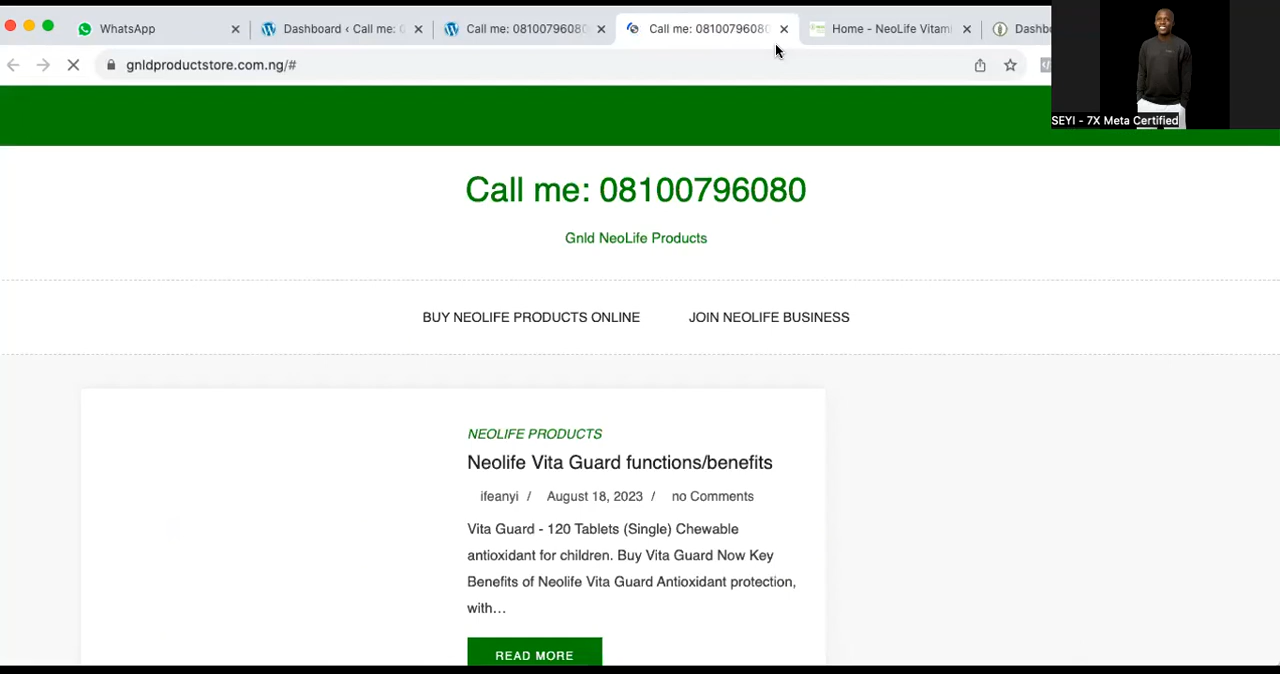 WhatsApp
Dashboard ‹ Call me: 0
Call me: 08100796080
Call me: 08100796080
Home - NeoLife Vitami
Dashb
gnldproductstore.com.ng/#
SEYI - 7X Meta Certified
Call me: 08100796080
Gnld NeoLife Products
BUY NEOLIFE PRODUCTS ONLINE
JOIN NEOLIFE BUSINESS
NEOLIFE PRODUCTS
Neolife Vita Guard functions/benefits
ifeanyi / August 18, 2023 / no Comments
Vita Guard - 120 Tablets (Single) Chewable
antioxidant for children. Buy Vita Guard Now Key
Benefits of Neolife Vita Guard Antioxidant protection,
with…
READ MORE